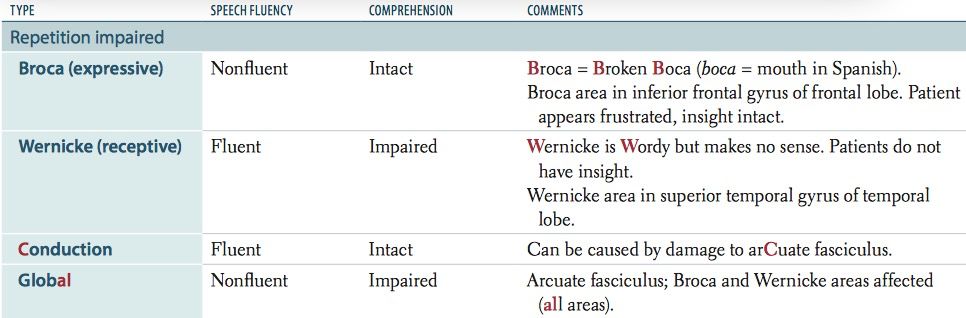 TYPE SPEECH FLUENCY COMPREHENSION COMMENTS
Repetition impaired
Broca (expressive) Nonfluent Intact Broca = Broken Boca (boca = mouth in Spanish).
Broca area in inferior frontal gyrus of frontal lobe. Patient
appears frustrated, insight intact.
Wernicke (receptive) Fluent Impaired Wernicke is Wordy but makes no sense. Patients do not
have insight.
Wernicke area in superior temporal gyrus of temporal
lobe.
Conduction Fluent Intact Can be caused by damage to arCuate fasciculus.
Global Nonfluent Impaired Arcuate fasciculus; Broca and Wernicke areas affected
(all areas).